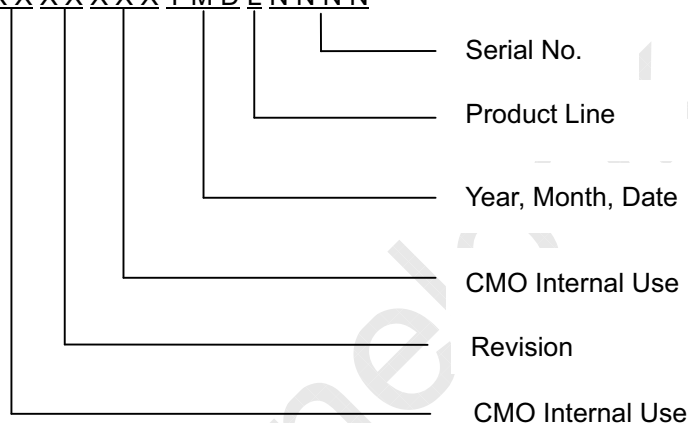 X X X X X X X Y M D L N N N N
Serial No.
Product Line
Year, Month, Date
CMO Internal Use
Revision
CMO Internal Use